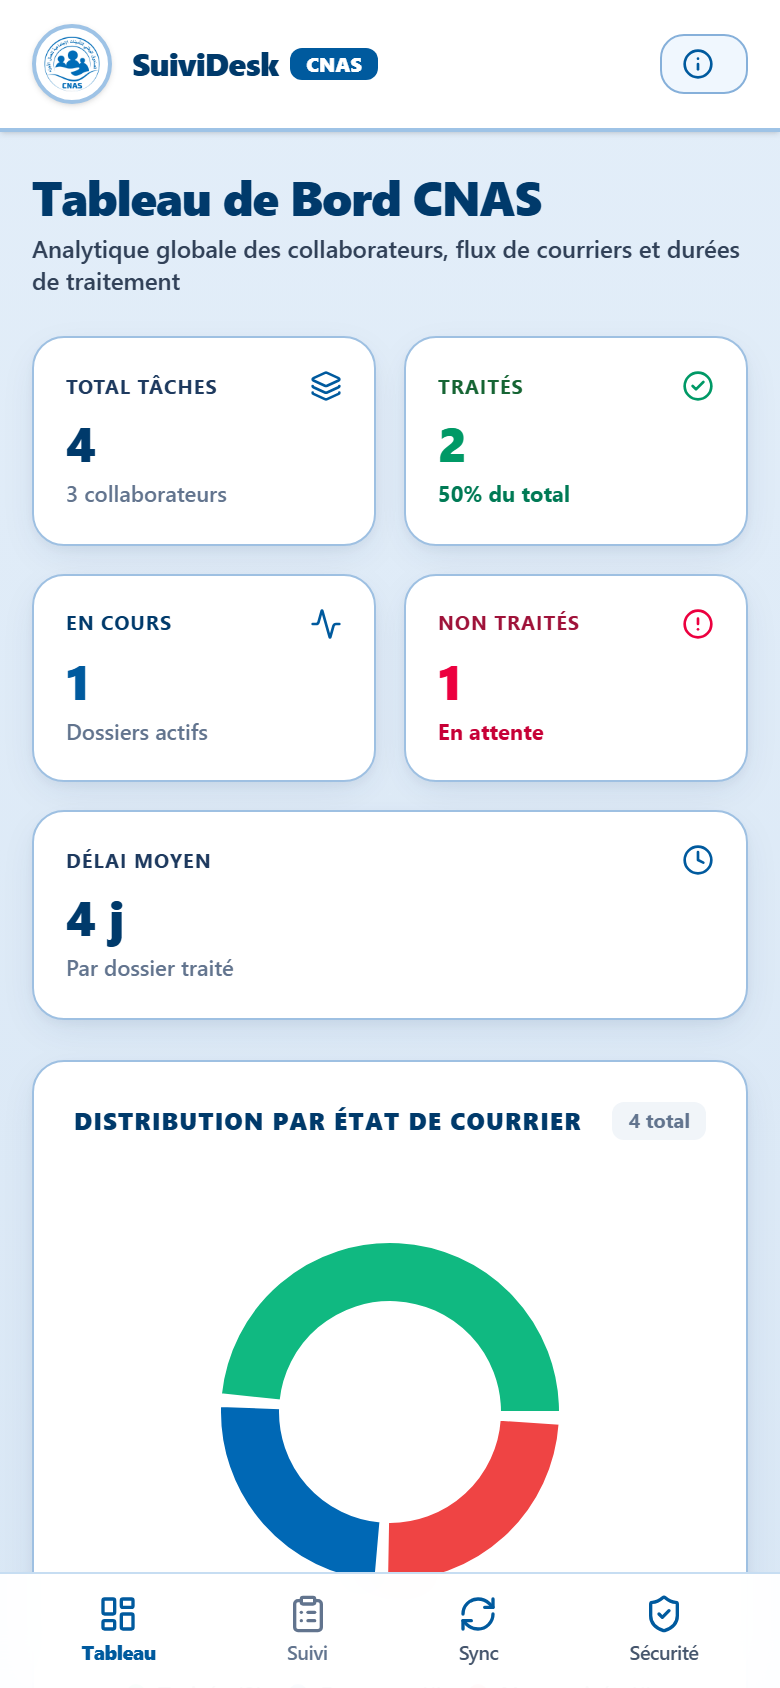 CNAS
SuiviDesk CNAS
Tableau de Bord CNAS
Analytique globale des collaborateurs, flux de courriers et durées
de traitement
TOTAL TÂCHES
4
3 collaborateurs
TRAITÉS
2
50% du total
EN COURS
1
Dossiers actifs
NON TRAITÉS
1
En attente
DÉLAI MOYEN
4 j
Par dossier traité
DISTRIBUTION PAR ÉTAT DE COURRIER
4 total
Tableau
Suivi
Sync
Sécurité